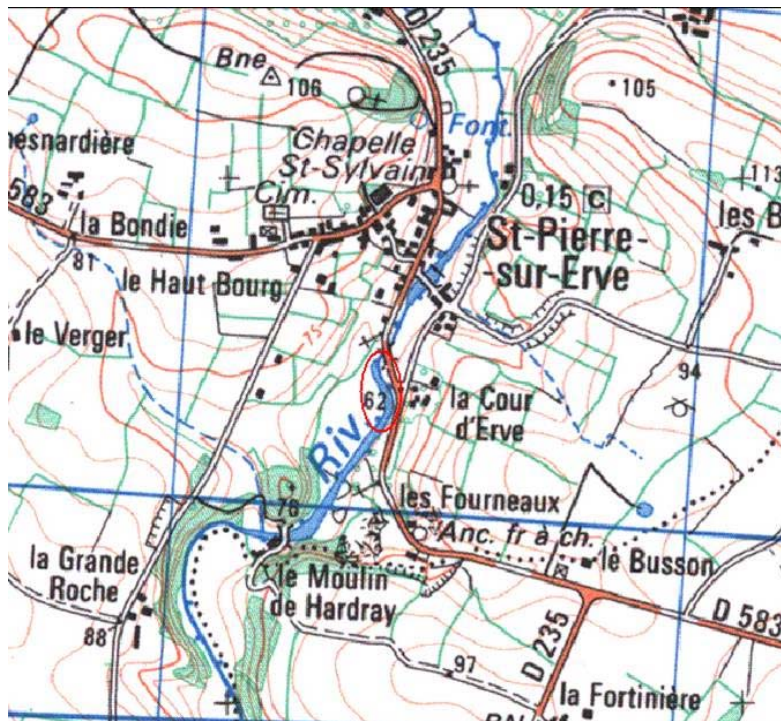 D 235
Bne
106
105
Font.
nesnardière
Chapelle
St-Sylvain
113
583
Cim.
0,15 C
la Bondie
les B
St-Pierre-
-sur-Erve
81
le Haut Bourg
75
le Verger
94
62
la Cour
d'Erve
Riv
les Fourneaux
76
Anc. fr à ch.
la Grande
Roche
le Moulin
de Hardray
le Busson
88
D 583
D 235
97
la Fortinière